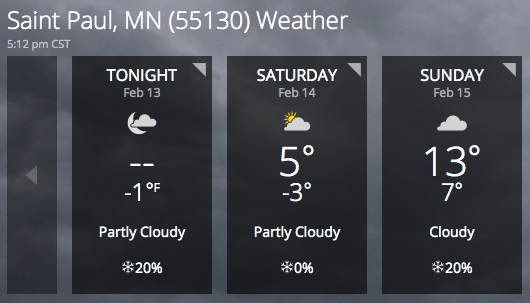 Saint Paul, MN (55130) Weather
5:12 pm CST
TONIGHT
Feb 13
--
-1°F
Partly Cloudy
20%
SATURDAY
Feb 14
5°
-3°
Partly Cloudy
0%
SUNDAY
Feb 15
13°
7°
Cloudy
20%